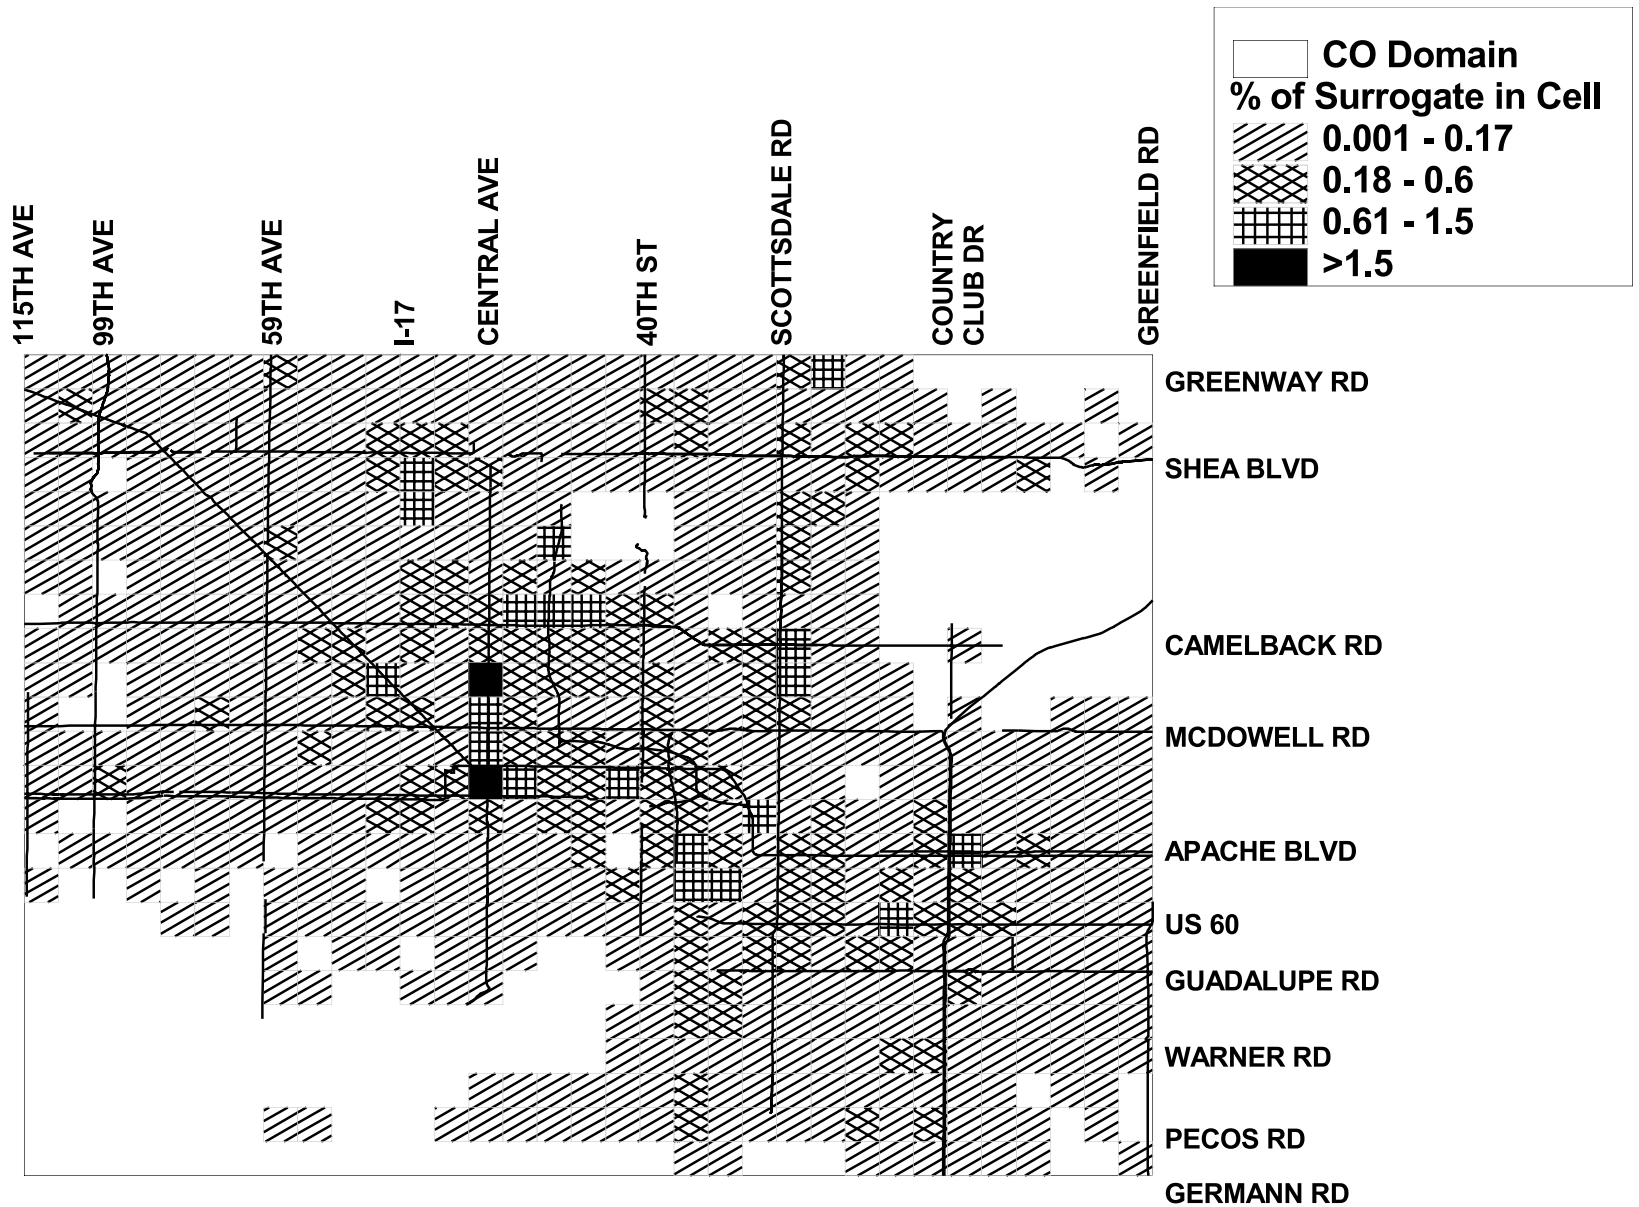 CO Domain
% of Surrogate in Cell
0.001 - 0.17
0.18 - 0.6
0.61 - 1.5
>1.5
115TH AVE
99TH AVE
59TH AVE
I-17
CENTRAL AVE
40TH ST
SCOTTSDALE RD
COUNTRY
CLUB DR
GREENFIELD RD
GREENWAY RD
SHEA BLVD
CAMELBACK RD
MCDOWELL RD
APACHE BLVD
US 60
GUADALUPE RD
WARNER RD
PECOS RD
GERMANN RD